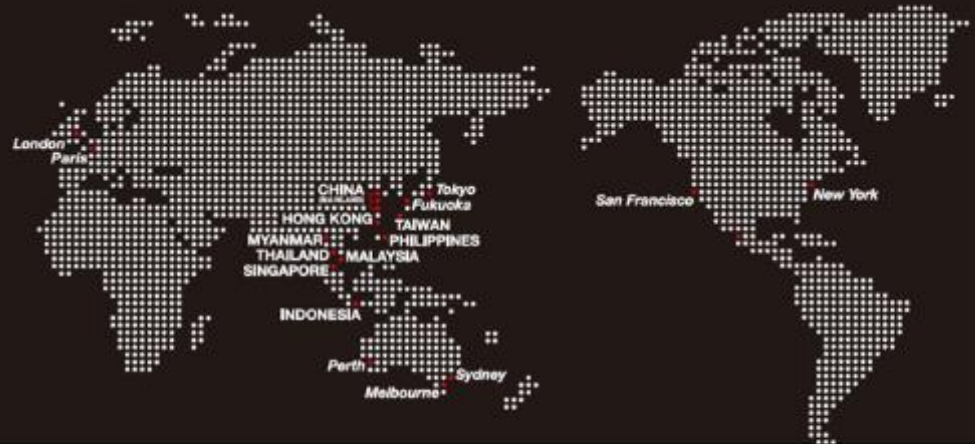 London
Paris
CHINA
Tokyo
Fukuoka
San Francisco
New York
HONG KONG
TAIWAN
MYANMAR
PHILIPPINES
THAILAND
MALAYSIA
SINGAPORE
INDONESIA
Perth
Sydney
Melbourne